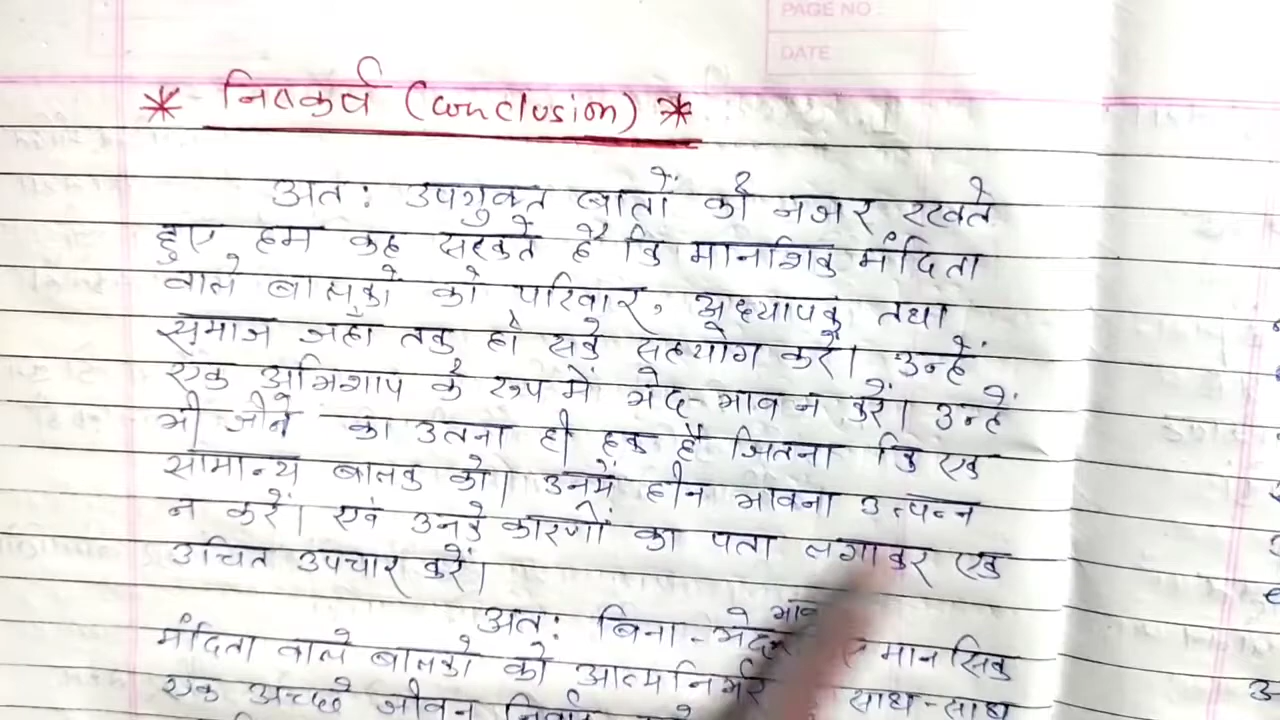 PAGE NO :
DATE
* निष्कर्ष (conclusion) *
अत: उपयुक्त बातों को नजर रखते
हुए हम कह सकते है कि मानशिक मंदिता
वाले बालको को परिवार, अध्यापक तथा
समाज जहाँ तक हो सके सहयोग करें। उन्हें
एक अभिशाप के रूप में भेद-भाव न करें। उन्हें
भी जीने का उतना ही हक है जितना कि एक
सामान्य बालक को। उनमें हीन भावना उत्पन्न
न करें। एवं उनके कारणों का पता लगाकर एक
उचित उपचार करें।
अत: बिना-भेद भाव मानसिक
मंदिता वाले बालको को आत्मनिर्भर साथ-साथ
एक अच्छे जीवन